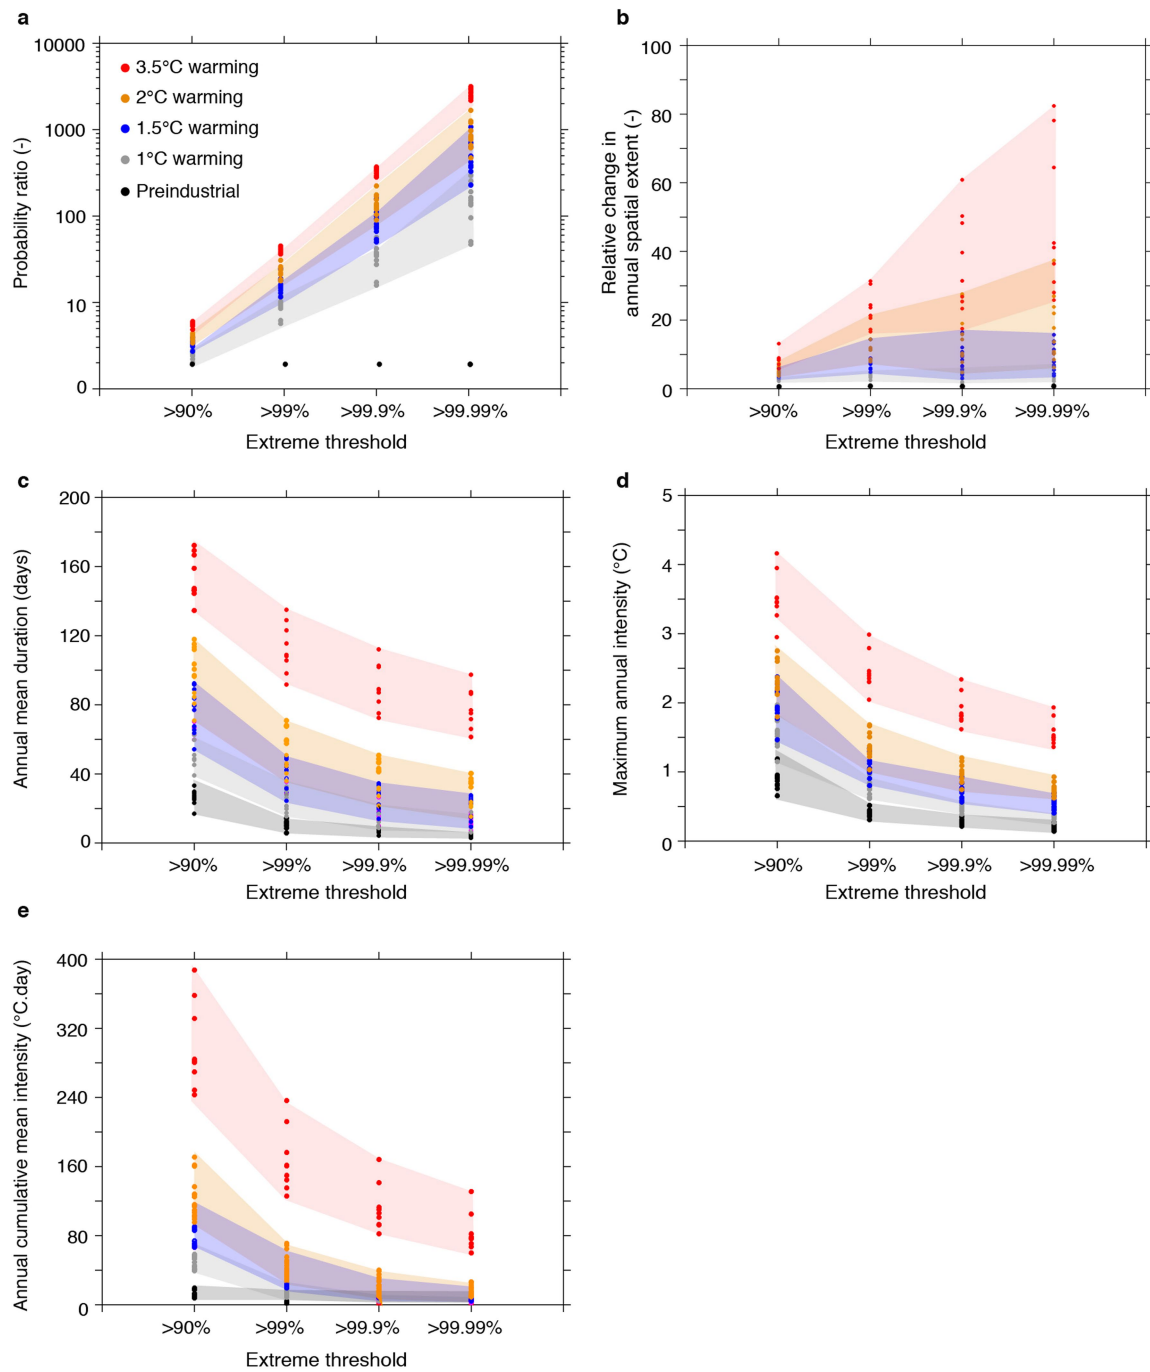 a
10000
1000
100
10
0
Probability ratio (-)
3.5°C warming
2°C warming
1.5°C warming
1°C warming
Preindustrial
>90% >99% >99.9% >99.99%
Extreme threshold
b
100
80
60
40
20
0
Relative change in
annual spatial extent (-)
>90% >99% >99.9% >99.99%
Extreme threshold
c
200
160
120
80
40
0
Annual mean duration (days)
>90% >99% >99.9% >99.99%
Extreme threshold
d
5
4
3
2
1
0
Maximum annual intensity (°C)
>90% >99% >99.9% >99.99%
Extreme threshold
e
400
320
240
160
80
0
Annual cumulative mean intensity (°C.day)
>90% >99% >99.9% >99.99%
Extreme threshold